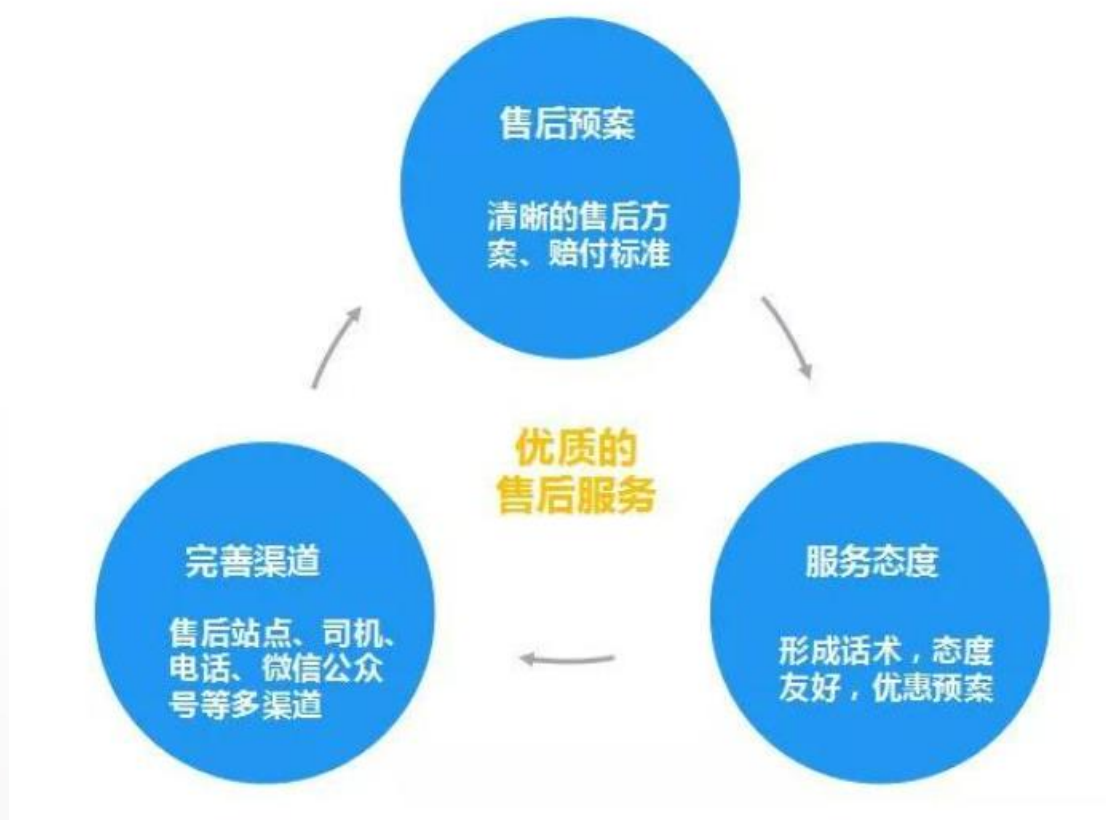 售后预案
清晰的售后方
案、赔付标准
优质的
售后服务
完善渠道
售后站点、司机、
电话、微信公众
号等多渠道
服务态度
形成话术，态度
友好，优惠预案